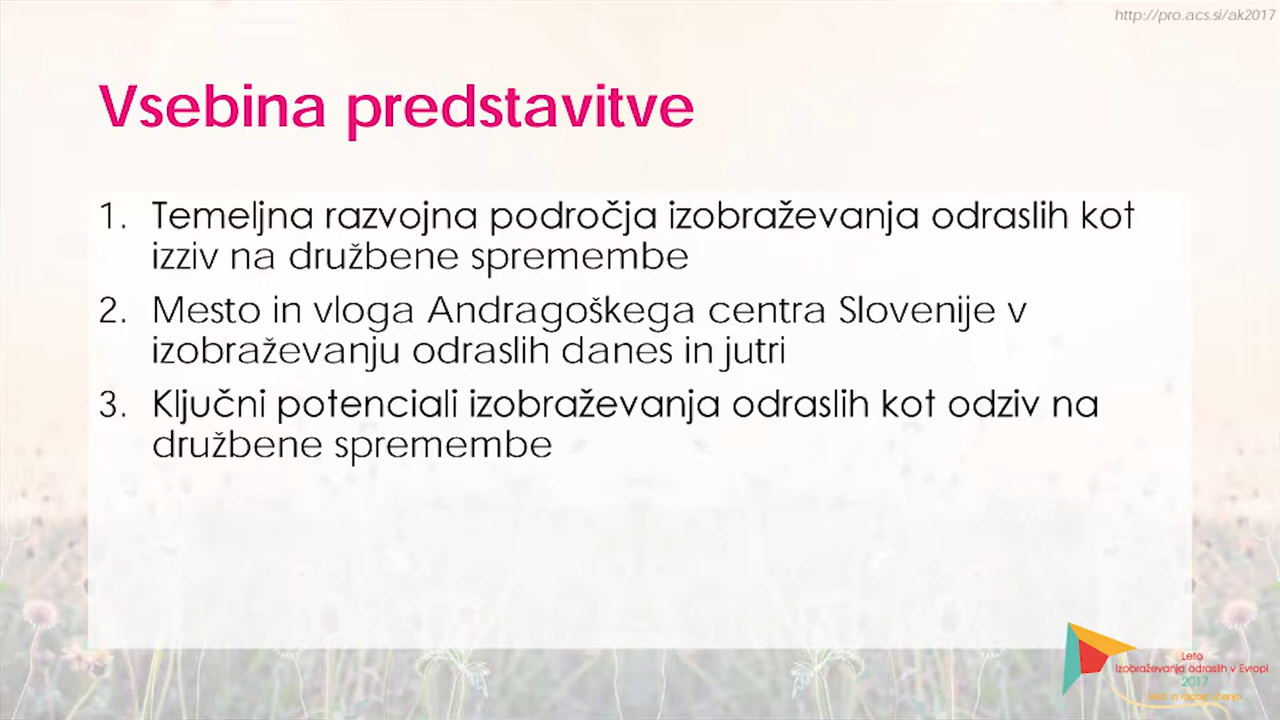 http://pro.acs.si/ak2017
Vsebina predstavitve
1. Temeljna razvojna področja izobraževanja odraslih kot
izziv na družbene spremembe
2. Mesto in vloga Andragoškega centra Slovenije v
izobraževanju odraslih danes in jutri
3. Ključni potenciali izobraževanja odraslih kot odziv na
družbene spremembe
Leto
izobraževanja odraslih v Evropi
2017